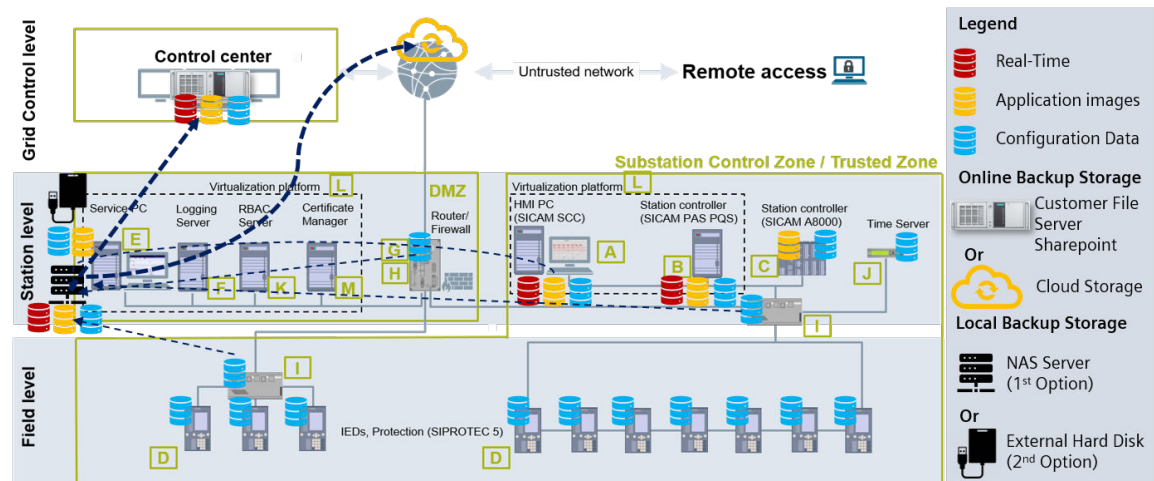 Grid Control level
Control center
Untrusted network
Remote access
Substation Control Zone / Trusted Zone
Station level
Virtualization platform
L
DMZ
Service PC
Logging
Server
RBAC
Server
Certificate
Manager
Router/
Firewall
E
F
K
M
G
H
Virtualization platform
L
HMI PC
(SICAM SCC)
Station controller
(SICAM PAS PQS)
Station controller
(SICAM A8000)
Time Server
A
B
C
J
I
Field level
I
D
IEDs, Protection (SIPROTEC 5)
D
Legend
Real-Time
Application images
Configuration Data
Online Backup Storage
Customer File
Server
Sharepoint
Or
Cloud Storage
Local Backup Storage
NAS Server
(1st Option)
Or
External Hard Disk
(2nd Option)